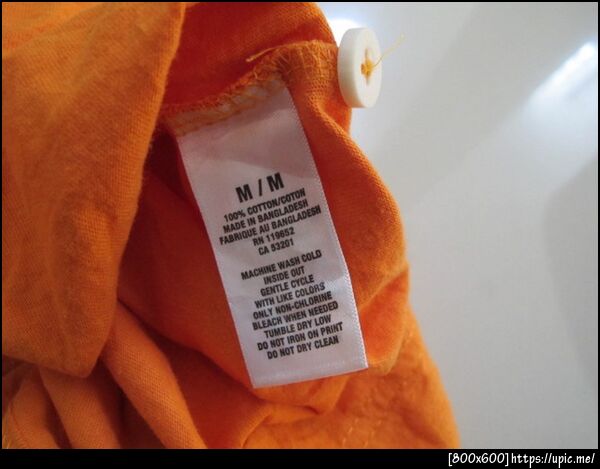 M / M
100% COTTON/COTON
MADE IN BANGLADESH
FABRIQUE AU BANGLADESH
RN 119652
CA 53201
MACHINE WASH COLD
INSIDE OUT
GENTLE CYCLE
WITH LIKE COLORS
ONLY NON-CHLORINE
BLEACH WHEN NEEDED
TUMBLE DRY LOW
DO NOT IRON ON PRINT
DO NOT DRY CLEAN
[800x600]https://upic.me/